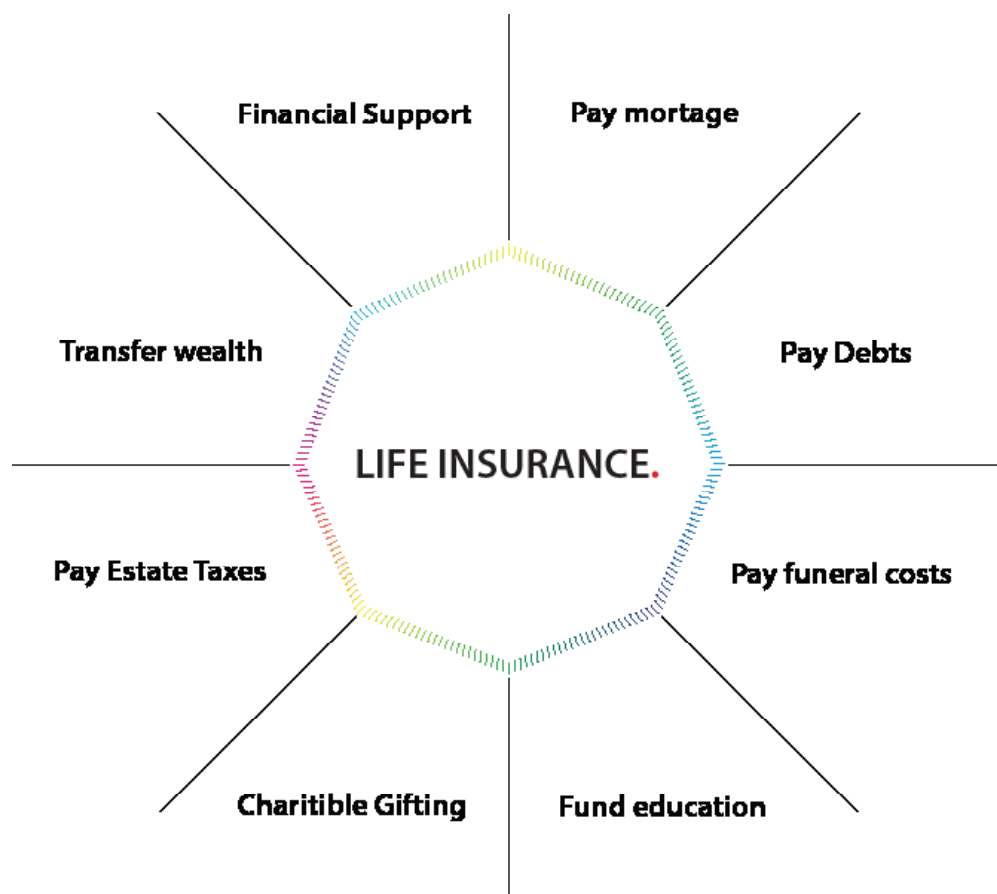 Financial Support
Pay mortage
Transfer wealth
Pay Debts
LIFE INSURANCE.
Pay Estate Taxes
Pay funeral costs
Charitible Gifting
Fund education